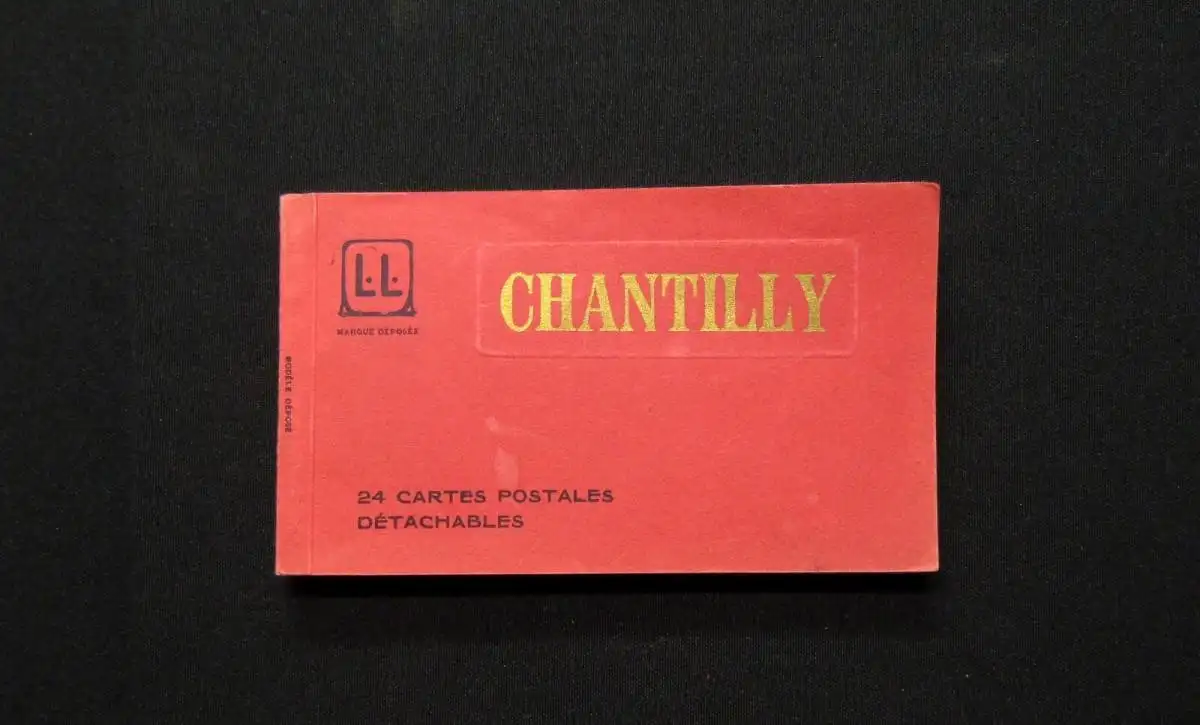 L.L.
MARQUE DÉPOSÉE
CHANTILLY
MODÈLE DÉPOSÉ
24 CARTES POSTALES
DÉTACHABLES